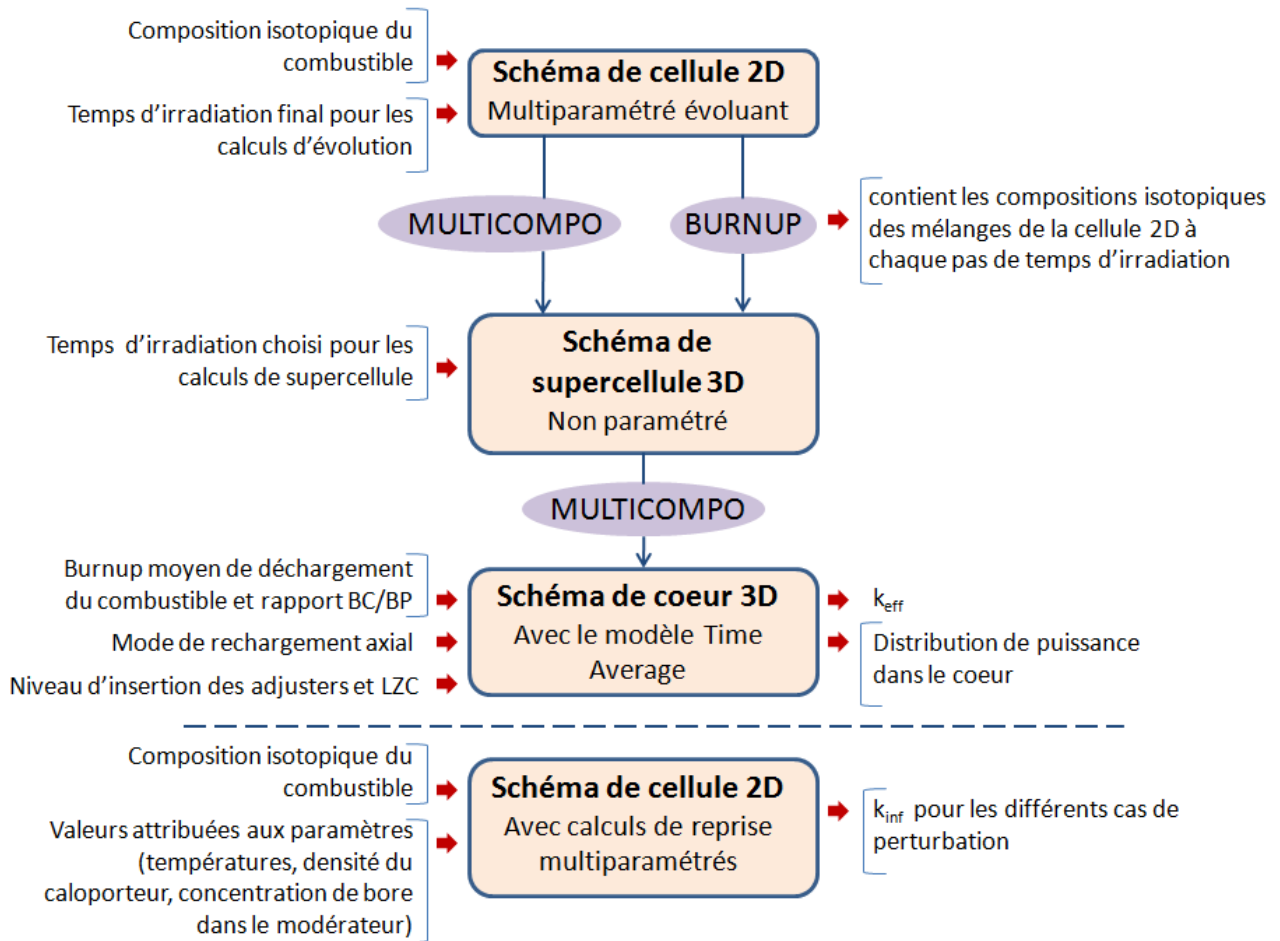 Composition isotopique du
combustible
Temps d'irradiation final pour les
calculs d'évolution
Schéma de cellule 2D
Multiparamétré évoluant
MULTICOMPO
BURNUP
contient les compositions isotopiques
des mélanges de la cellule 2D à
chaque pas de temps d'irradiation
Temps d'irradiation choisi pour les
calculs de supercellule
Schéma de
supercellule 3D
Non paramétré
MULTICOMPO
Burnup moyen de déchargement
du combustible et rapport BC/BP
Mode de rechargement axial
Niveau d'insertion des adjusters et LZC
Schéma de coeur 3D
Avec le modèle Time
Average
keff
Distribution de puissance
dans le coeur
Composition isotopique du
combustible
Valeurs attribuées aux paramètres
(températures, densité du
caloporteur, concentration de bore
dans le modérateur)
Schéma de cellule 2D
Avec calculs de reprise
multiparamétrés
kinf pour les différents cas de
perturbation